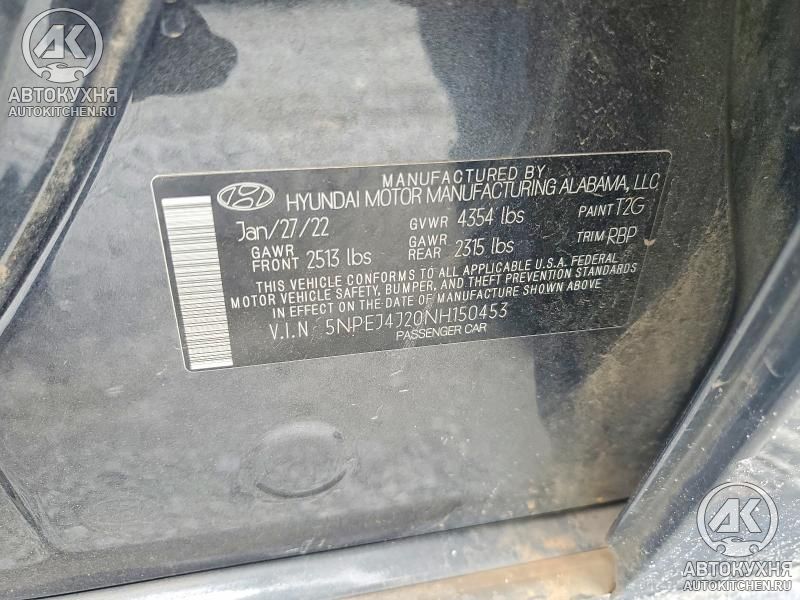 АВТОКУХНЯ
AUTOKITCHEN.RU
MANUFACTURED BY
HYUNDAI MOTOR MANUFACTURING ALABAMA, LLC
Jan/27/22 GVWR 4354 lbs PAINT T2G
GAWR FRONT 2513 lbs GAWR REAR 2315 lbs TRIM RBP
THIS VEHICLE CONFORMS TO ALL APPLICABLE U.S.A. FEDERAL
MOTOR VEHICLE SAFETY, BUMPER, AND THEFT PREVENTION STANDARDS
IN EFFECT ON THE DATE OF MANUFACTURE SHOWN ABOVE
V.I.N 5NPEJ4J20NH150453
PASSENGER CAR
АВТОКУХНЯ
AUTOKITCHEN.RU